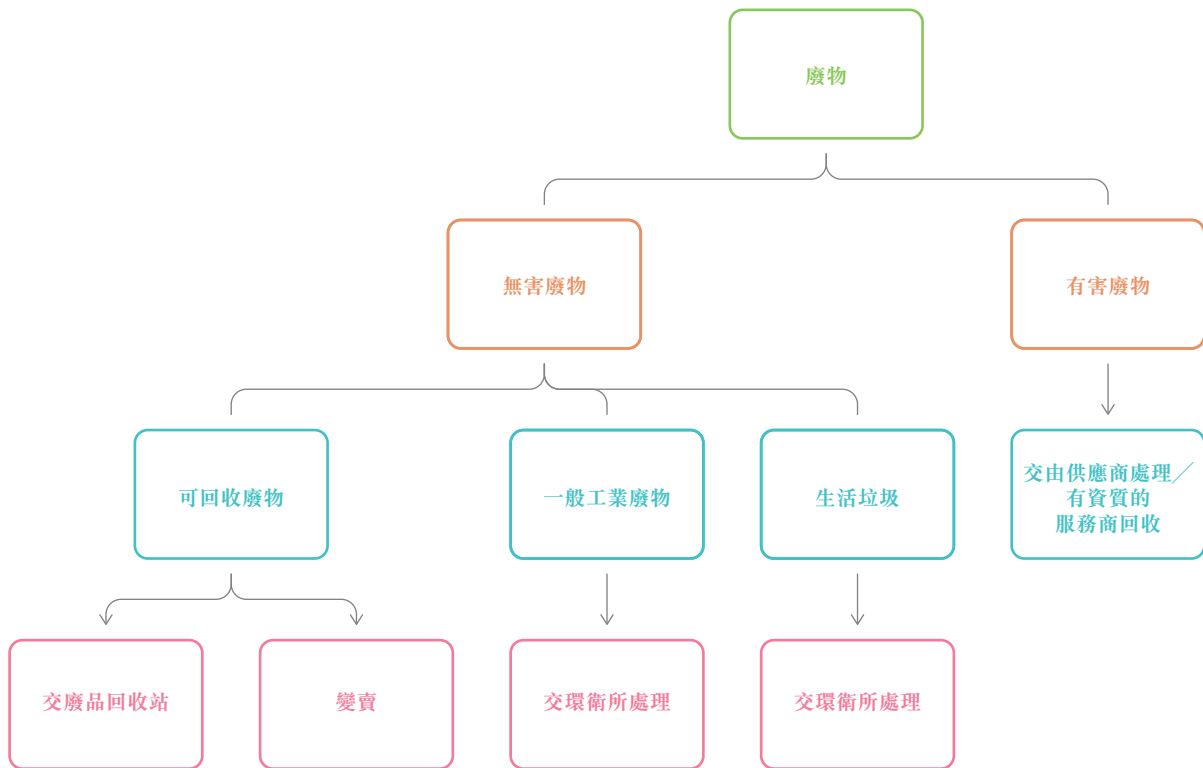 廢物
無害廢物
有害廢物
可回收廢物
一般工業廢物
生活垃圾
交由供應商處理／
有資質的
服務商回收
交廢品回收站
變賣
交環衛所處理
交環衛所處理